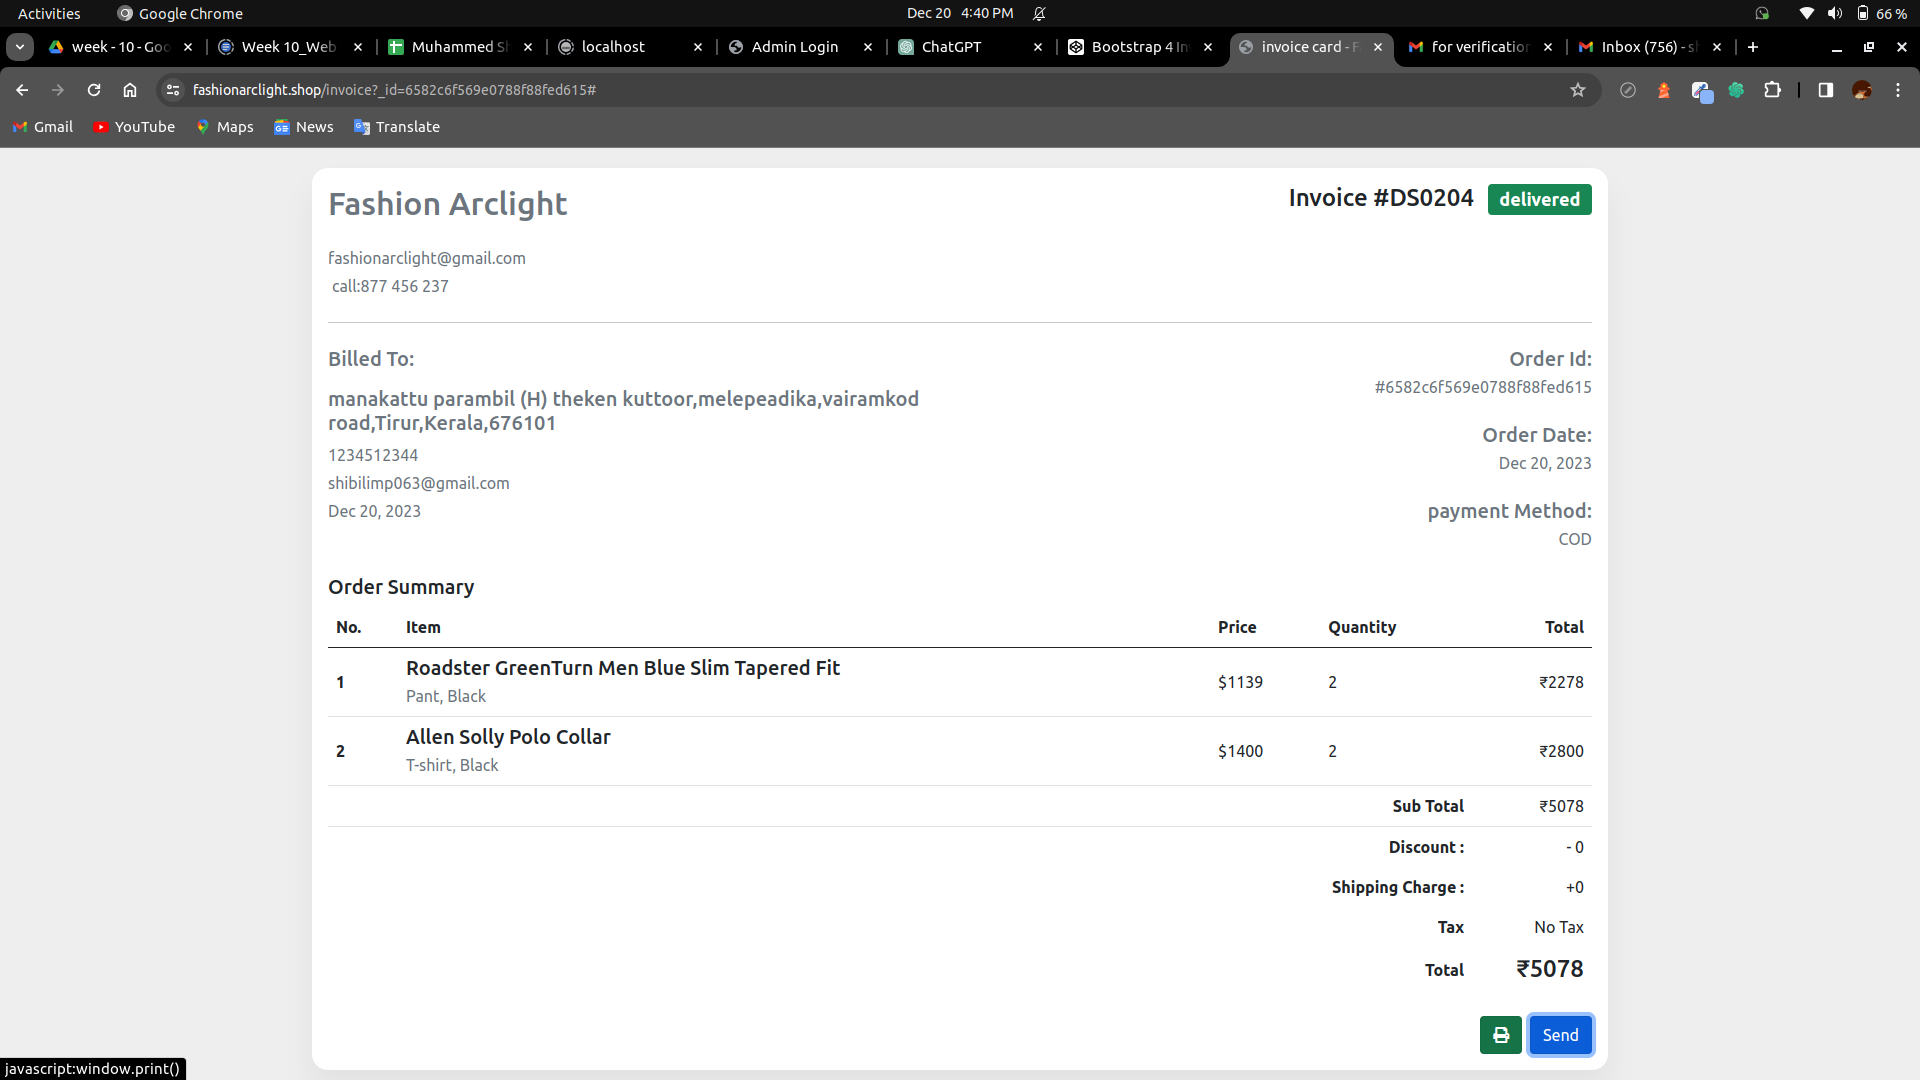 Activities Google Chrome Dec 20 4:40 PM 66 %
week - 10 - Goo Week 10_Web Muhammed Sh localhost Admin Login ChatGPT Bootstrap 4 In invoice card - F for verification Inbox (756) - sh
fashionarclight.shop/invoice?_id=6582c6f569e0788f88fed615#
Gmail YouTube Maps News Translate
Fashion Arclight Invoice #DS0204 delivered
fashionarclight@gmail.com
call:877 456 237
Billed To: Order Id:
manakattu parambil (H) theken kuttoor,melepeadika,vairamkod #6582c6f569e0788f88fed615
road,Tirur,Kerala,676101
Order Date:
1234512344 Dec 20, 2023
shibilimp063@gmail.com
Dec 20, 2023 payment Method:
COD
Order Summary
No. Item Price Quantity Total
1 Roadster GreenTurn Men Blue Slim Tapered Fit $1139 2 ₹2278
Pant, Black
2 Allen Solly Polo Collar $1400 2 ₹2800
T-shirt, Black
Sub Total ₹5078
Discount : - 0
Shipping Charge : +0
Tax No Tax
Total ₹5078
Send
javascript:window.print()